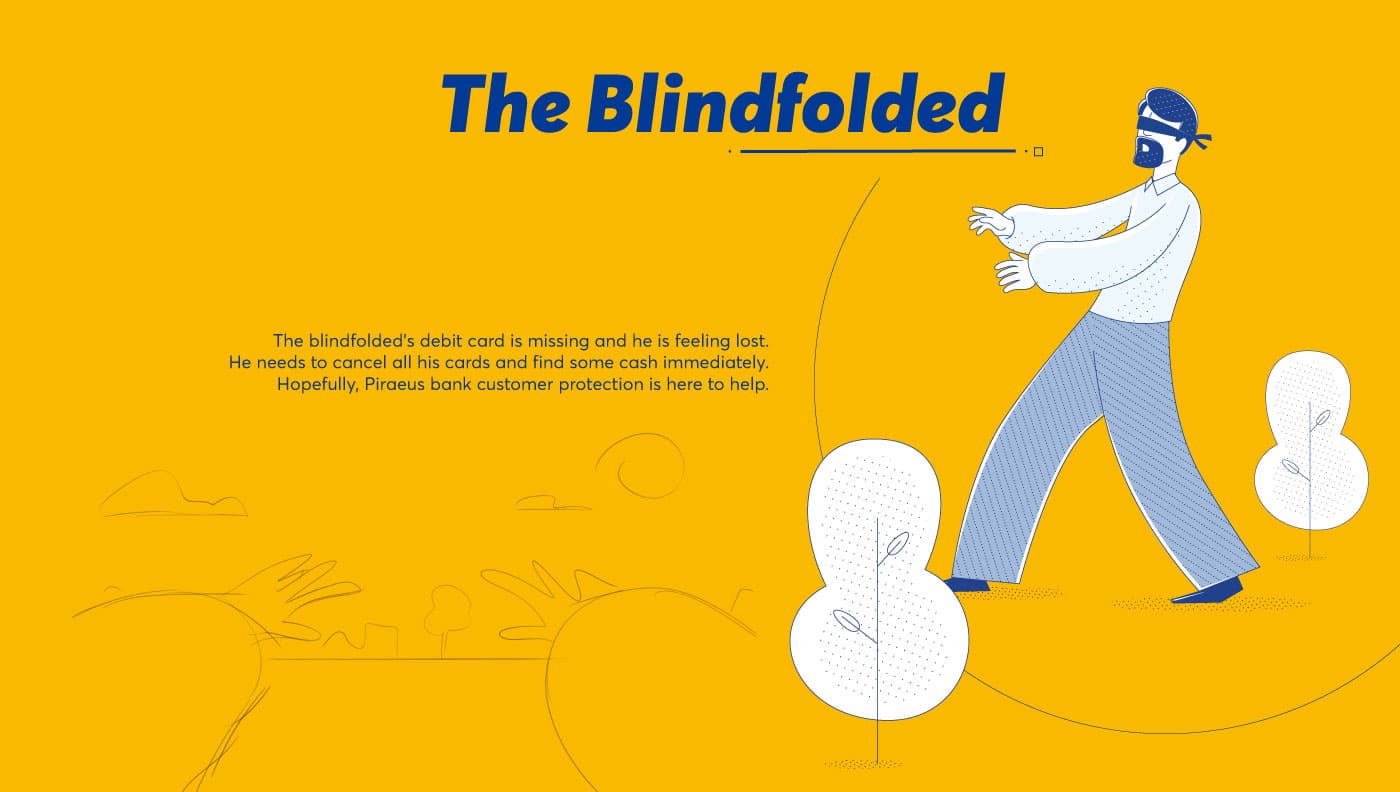 The Blindfolded
The blindfolded's debit card is missing and he is feeling lost.
He needs to cancel all his cards and find some cash immediately.
Hopefully, Piraeus bank customer protection is here to help.